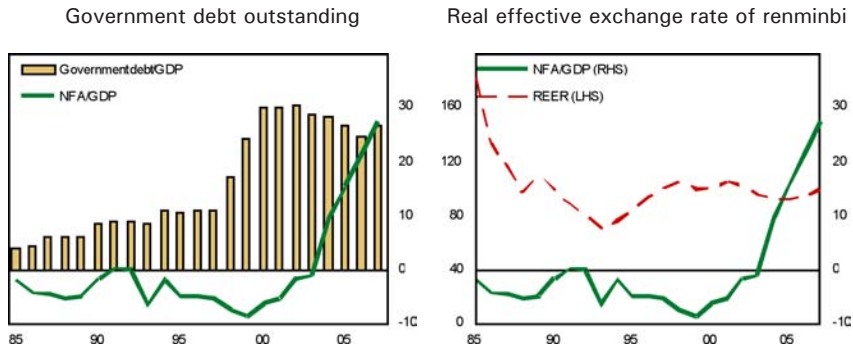 Government debt outstanding
Governmentdebt/GDP
NFA/GDP
30
20
10
0
-10
85 90 95 00 05
Real effective exchange rate of renminbi
NFA/GDP (RHS)
REER (LHS)
160
120
80
40
0
30
20
10
0
-10
85 90 95 00 05